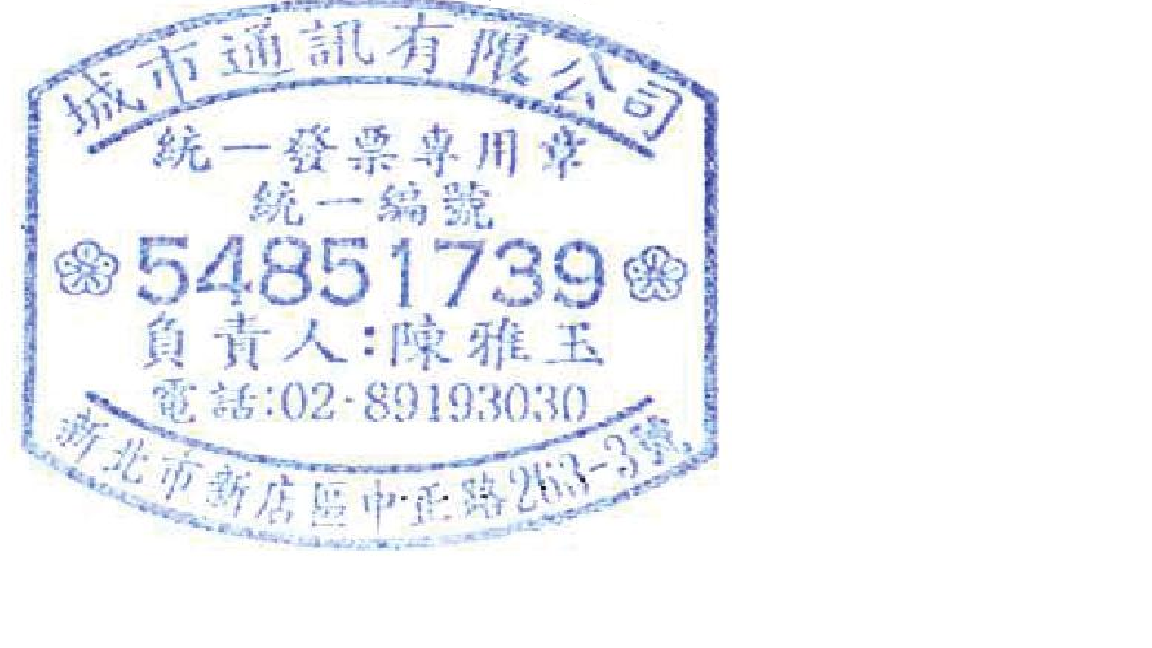 城市通訊有限公司
統一發票專用章
統一編號
54851739
負責人:陳雅玉
電話:02-89193030
新北市新店區中正路263-3號